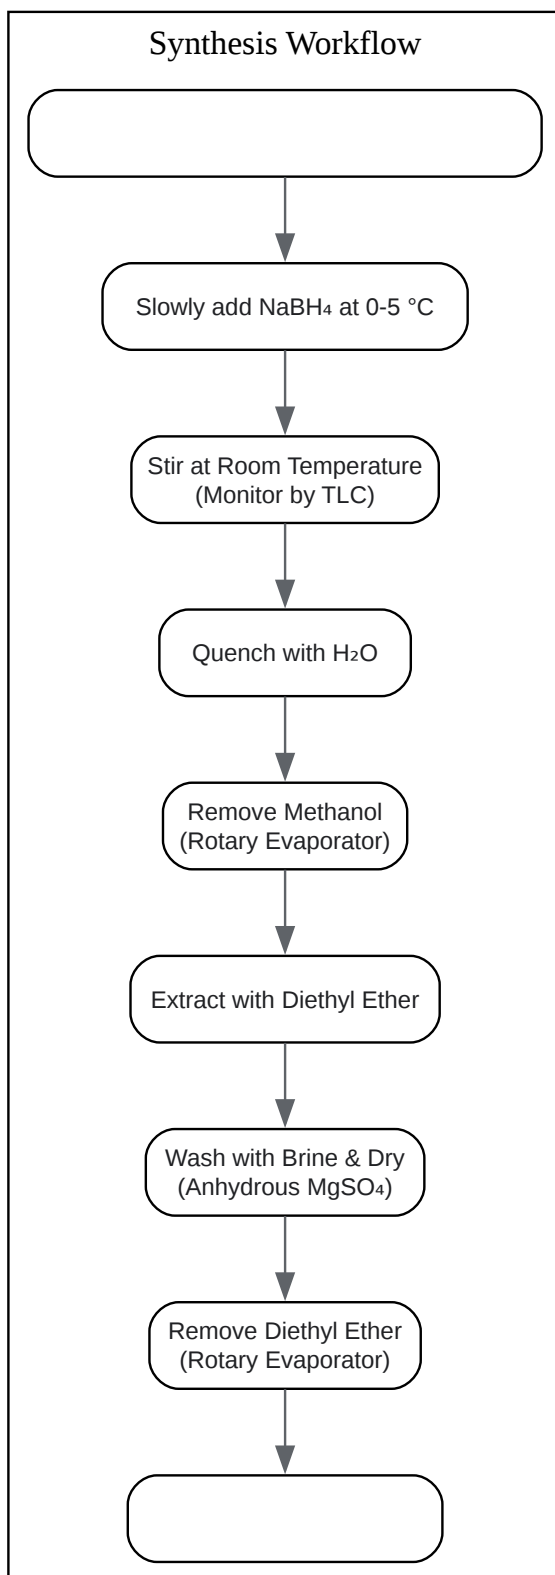 Synthesis Workflow
Slowly add NaBH₄ at 0-5 °C
Stir at Room Temperature
(Monitor by TLC)
Quench with H₂O
Remove Methanol
(Rotary Evaporator)
Extract with Diethyl Ether
Wash with Brine & Dry
(Anhydrous MgSO₄)
Remove Diethyl Ether
(Rotary Evaporator)